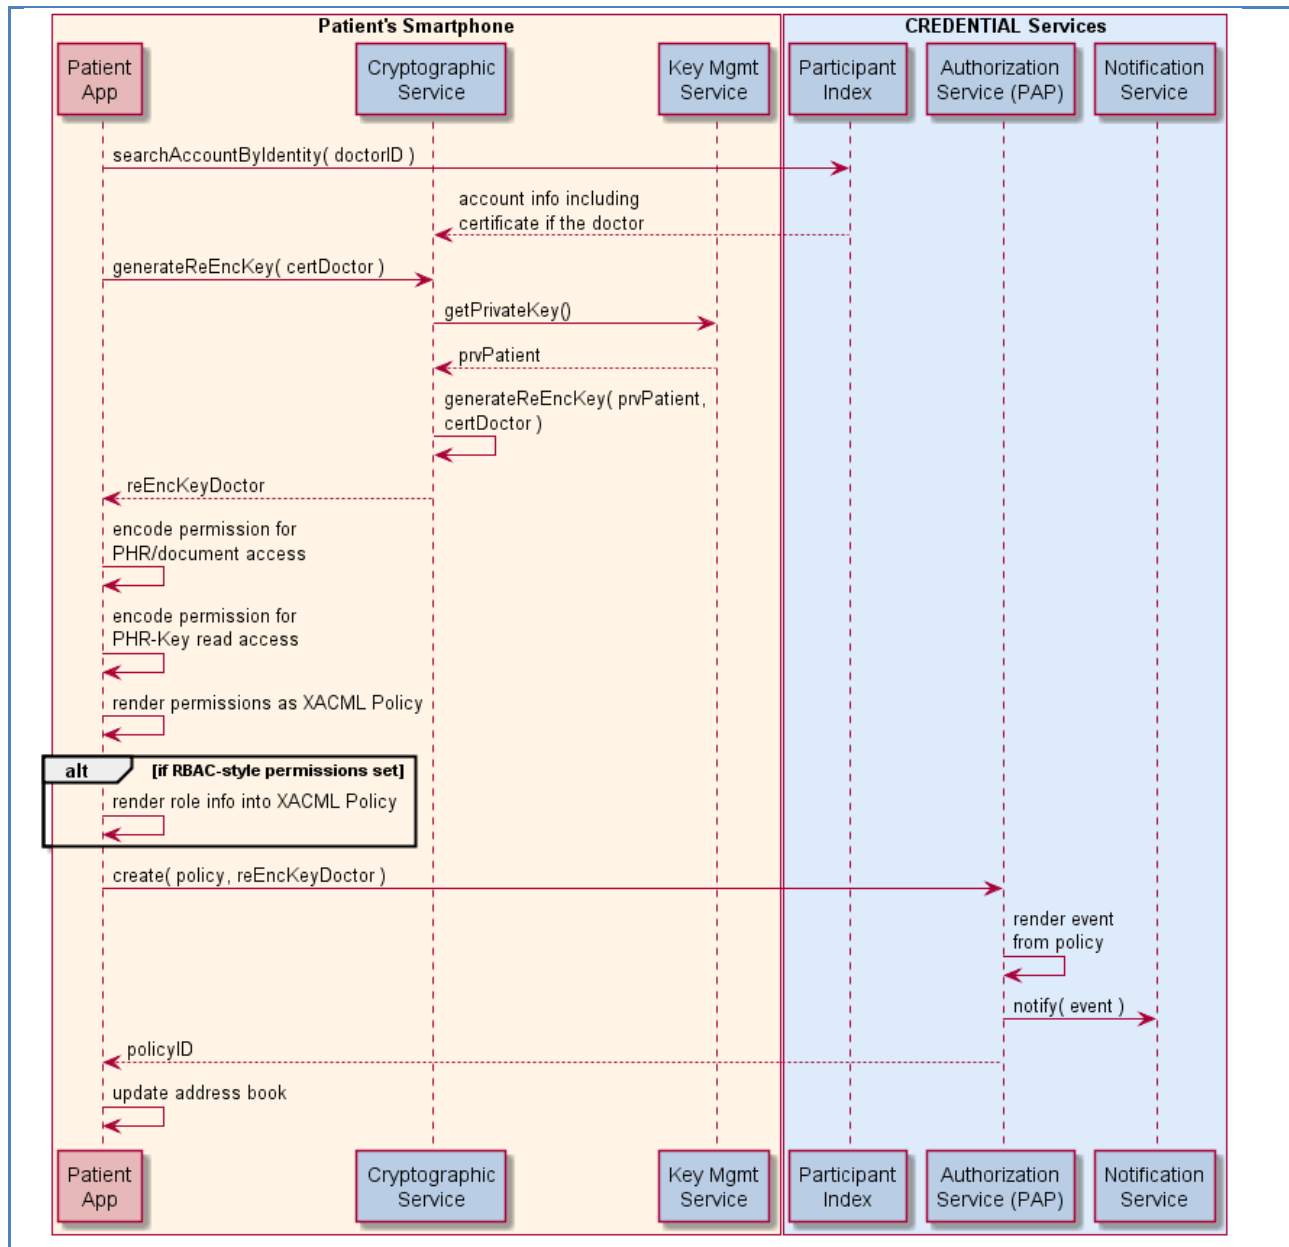 Patient's Smartphone
CREDENTIAL Services
Patient
App
Cryptographic
Service
Key Mgmt
Service
Participant
Index
Authorization
Service (PAP)
Notification
Service
searchAccountByIdentity( doctorID )
account info including
certificate if the doctor
generateReEncKey( certDoctor )
getPrivateKey()
prvPatient
generateReEncKey( prvPatient,
certDoctor )
reEncKeyDoctor
encode permission for
PHR/document access
encode permission for
PHR-Key read access
render permissions as XACML Policy
alt
[if RBAC-style permissions set]
render role info into XACML Policy
create( policy, reEncKeyDoctor )
render event
from policy
notify( event )
policyID
update address book
Patient
App
Cryptographic
Service
Key Mgmt
Service
Participant
Index
Authorization
Service (PAP)
Notification
Service